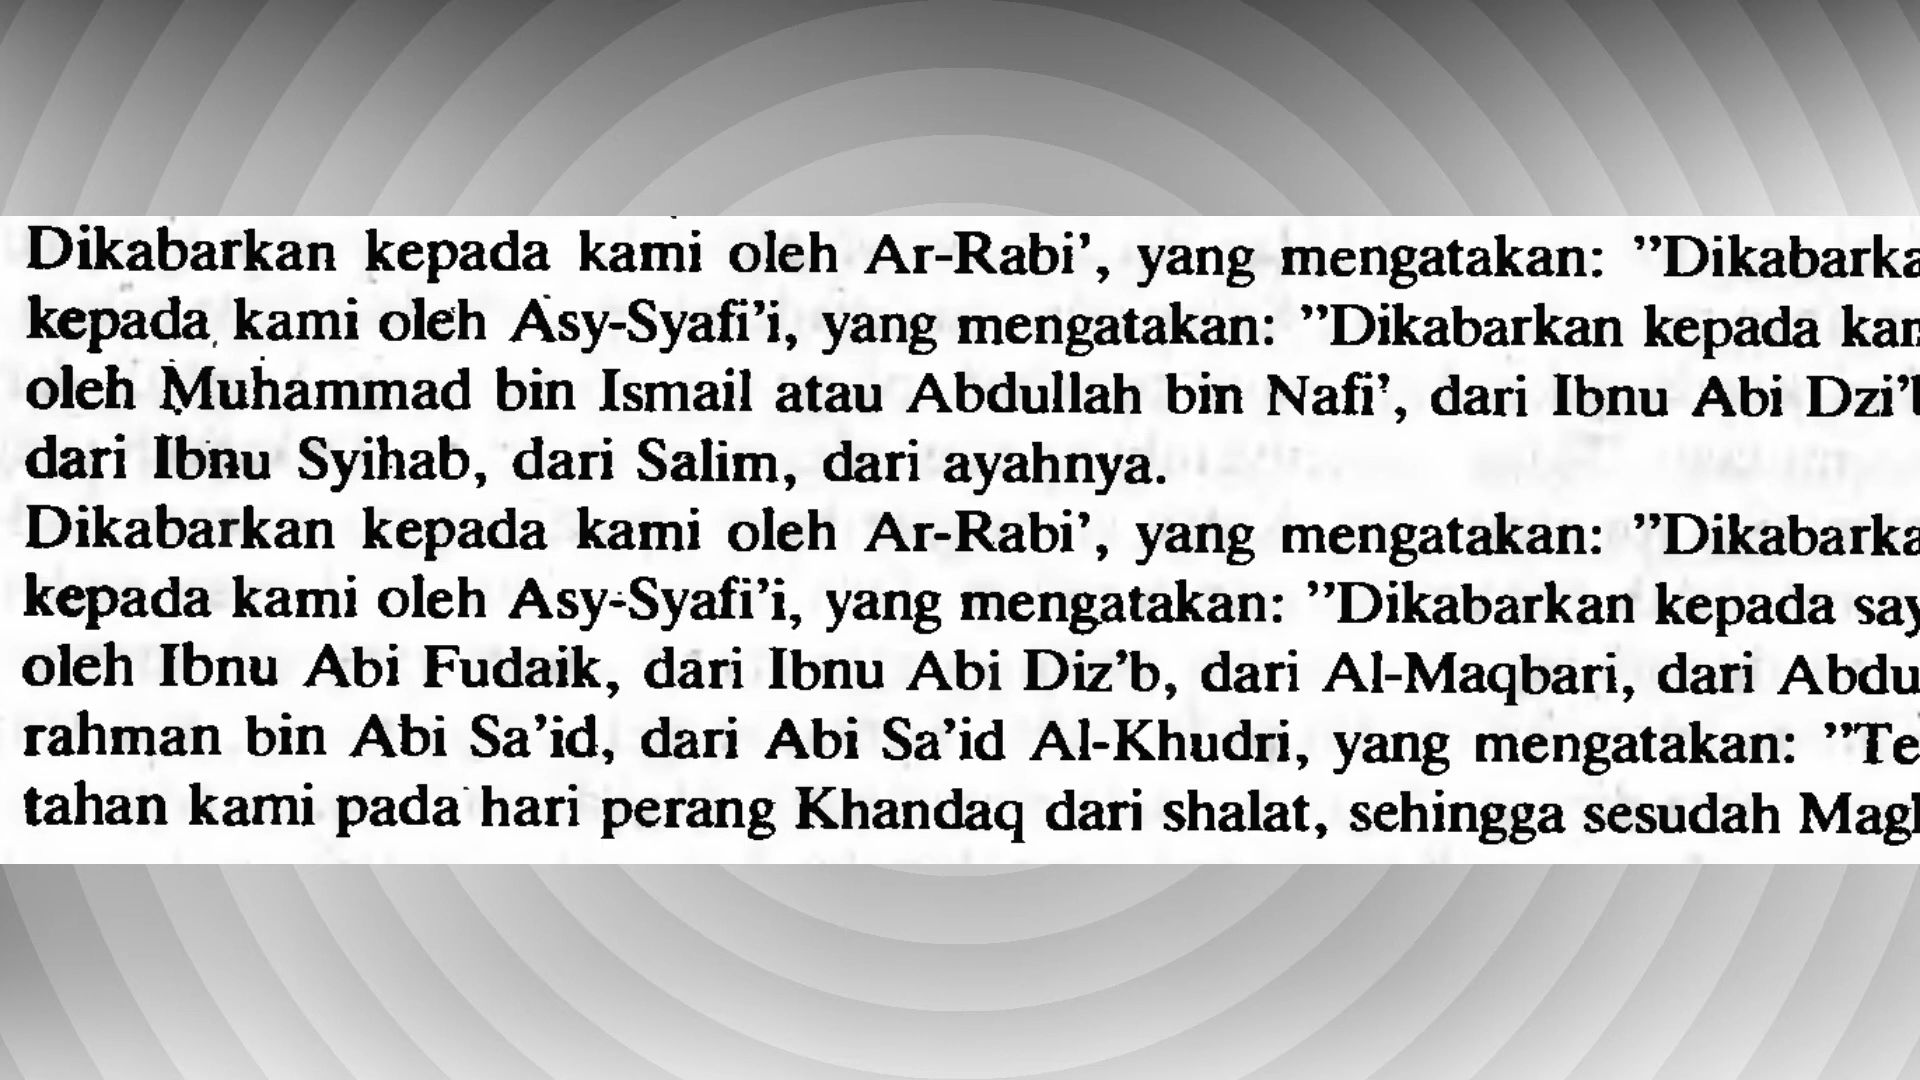 Dikabarkan kepada kami oleh Ar-Rabi', yang mengatakan: ”Dikabarka
kepada kami oleh Asy-Syafi'i, yang mengatakan: ”Dikabarkan kepada
oleh Muhammad bin Ismail atau Abdullah bin Nafi', dari Ibnu Abi
dari Ibnu Syihab, dari Salim, dari ayahnya.
Dikabarkan kepada kami oleh Ar-Rabi', yang mengatakan: ”Dikabarka
kepada kami oleh Asy-Syafi'i, yang mengatakan: ”Dikabarkan kepada say
oleh Ibnu Abi Fudaik, dari Ibnu Abi Diz'b, dari Al-Maqbari, dari Abdu
rahman bin Abi Sa'id, dari Abi Sa'id Al-Khudri, yang mengatakan: ”Te
tahan kami pada hari perang Khandaq dari shalat, sehingga sesudah